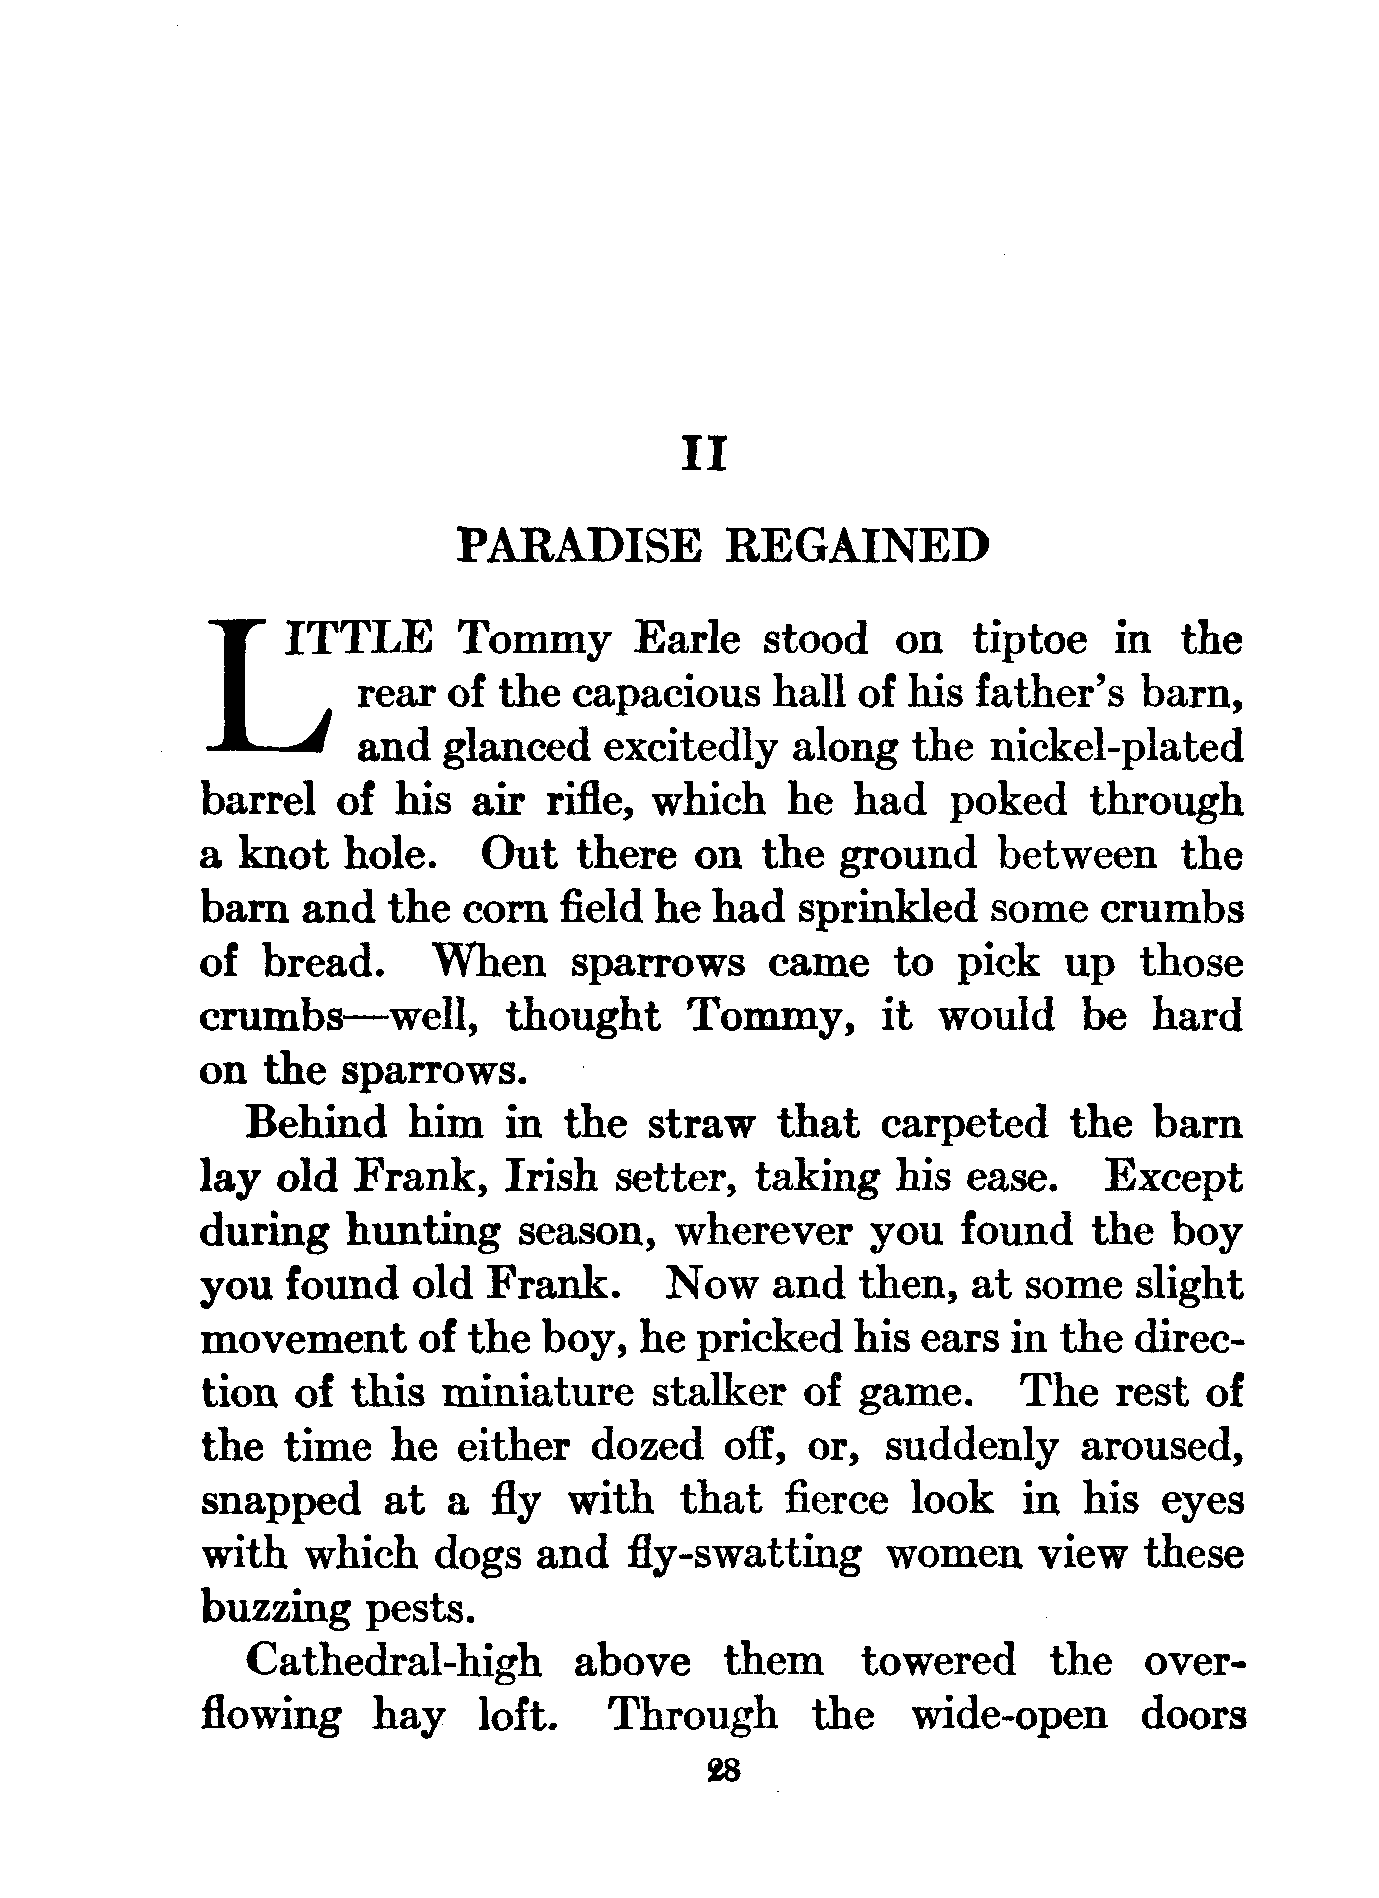 II
PARADISE REGAINED
LITTLE Tommy Earle stood on tiptoe in the
rear of the capacious hall of his father's barn,
and glanced excitedly along the nickel-plated
barrel of his air rifle, which he had poked through
a knot hole. Out there on the ground between the
barn and the corn field he had sprinkled some crumbs
of bread. When sparrows came to pick up those
crumbs—well, thought Tommy, it would be hard
on the sparrows.
Behind him in the straw that carpeted the barn
lay old Frank, Irish setter, taking his ease. Except
during hunting season, wherever you found the boy
you found old Frank. Now and then, at some slight
movement of the boy, he pricked his ears in the direc-
tion of this miniature stalker of game. The rest of
the time he either dozed off, or, suddenly aroused,
snapped at a fly with that fierce look in his eyes
with which dogs and fly-swatting women view these
buzzing pests.
Cathedral-high above them towered the over-
flowing hay loft. Through the wide-open doors
28